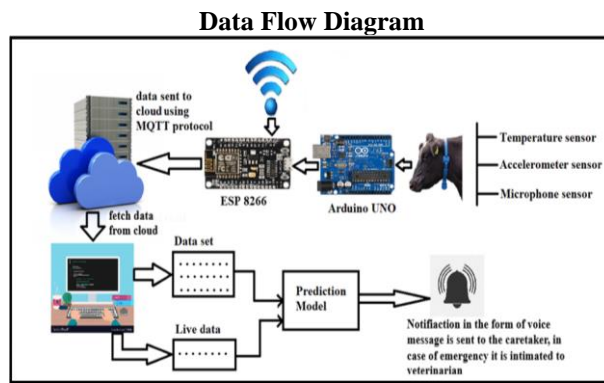 Data Flow Diagram
data sent to
cloud using
MQTT protocol
Temperature sensor
Accelerometer sensor
Microphone sensor
ESP 8266
Arduino UNO
fetch data
from cloud
Data set
Live data
Prediction
Model
Notifiaction in the form of voice
message is sent to the caretaker, in
case of emergency it is intimated to
veterinarian